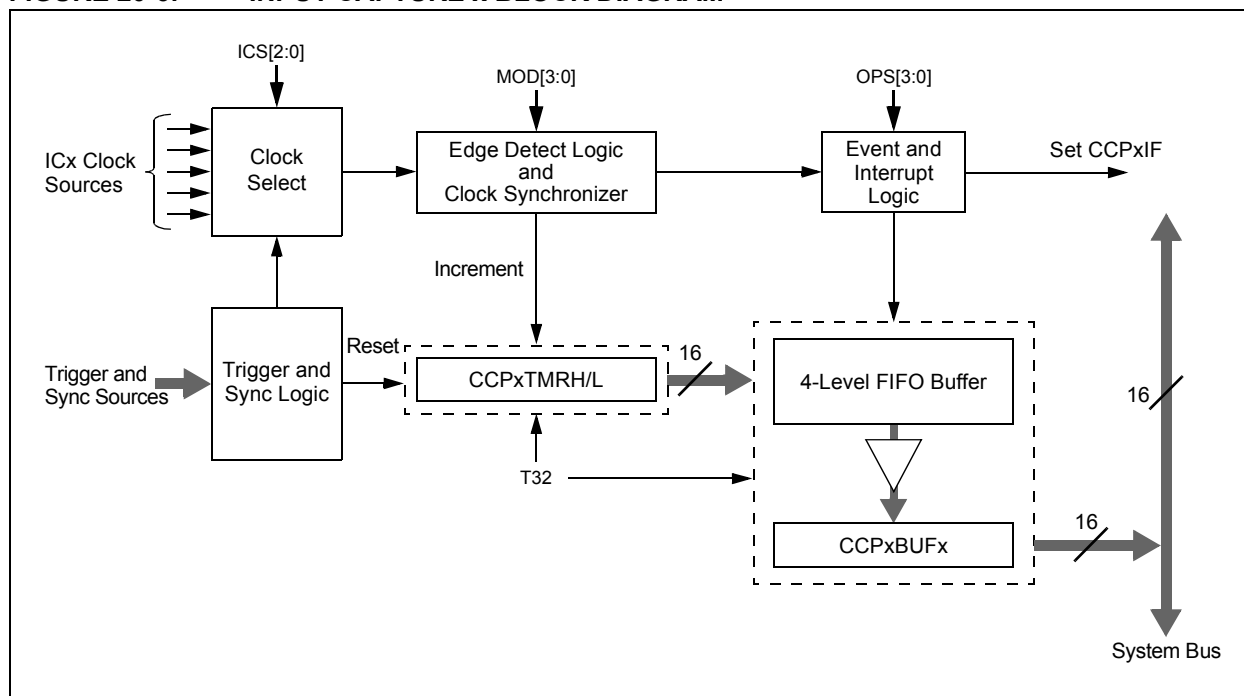 ICS[2:0]
MOD[3:0]
OPS[3:0]
ICx Clock
Sources
Clock
Select
Edge Detect Logic
and
Clock Synchronizer
Event and
Interrupt
Logic
Set CCPxIF
Increment
Trigger and
Sync Sources
Trigger and
Sync Logic
Reset
CCPxTMRH/L
16
4-Level FIFO Buffer
16
T32
CCPxBUFx
16
System Bus